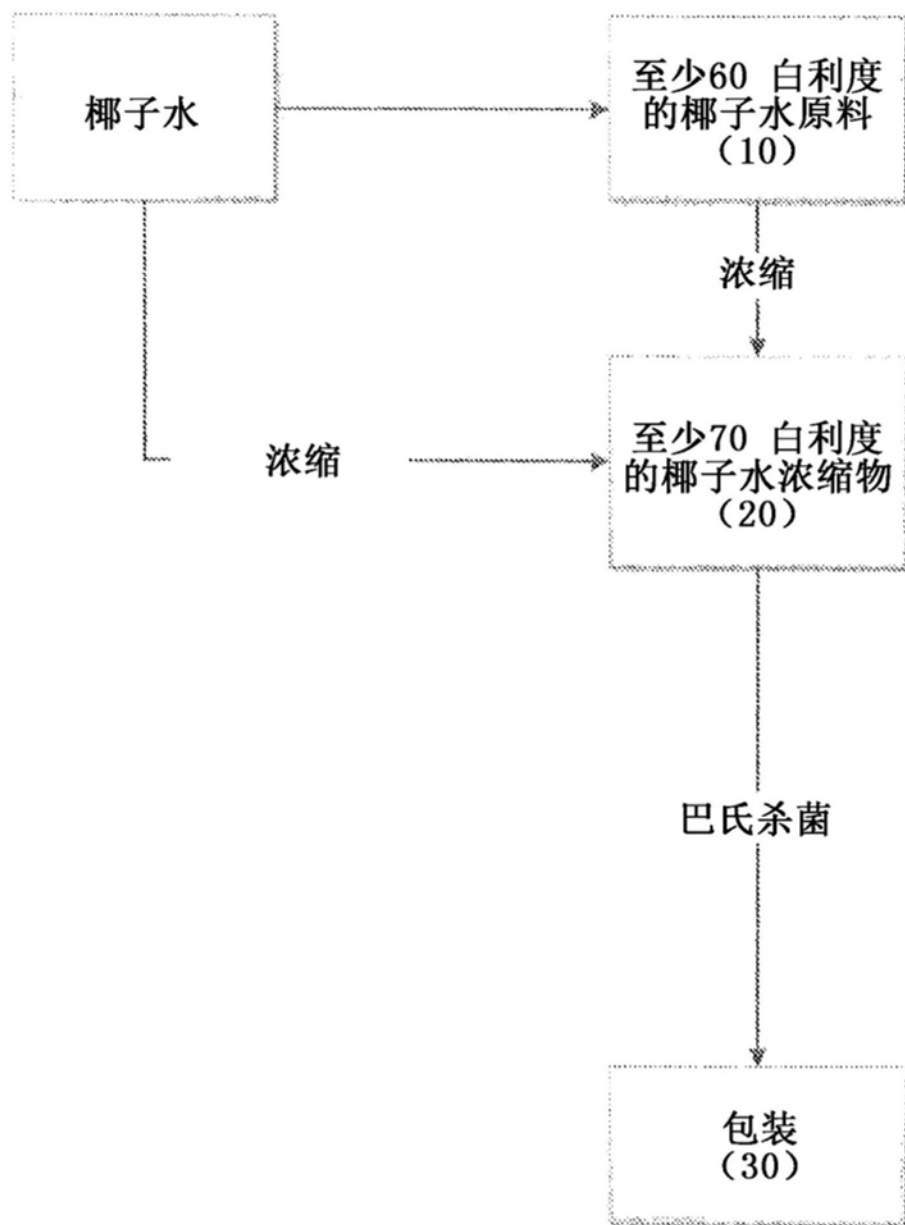 椰子水
至少60 白利度
的椰子水原料
（10）
浓缩
浓缩
至少70 白利度
的椰子水浓缩物
（20）
巴氏杀菌
包装
（30）